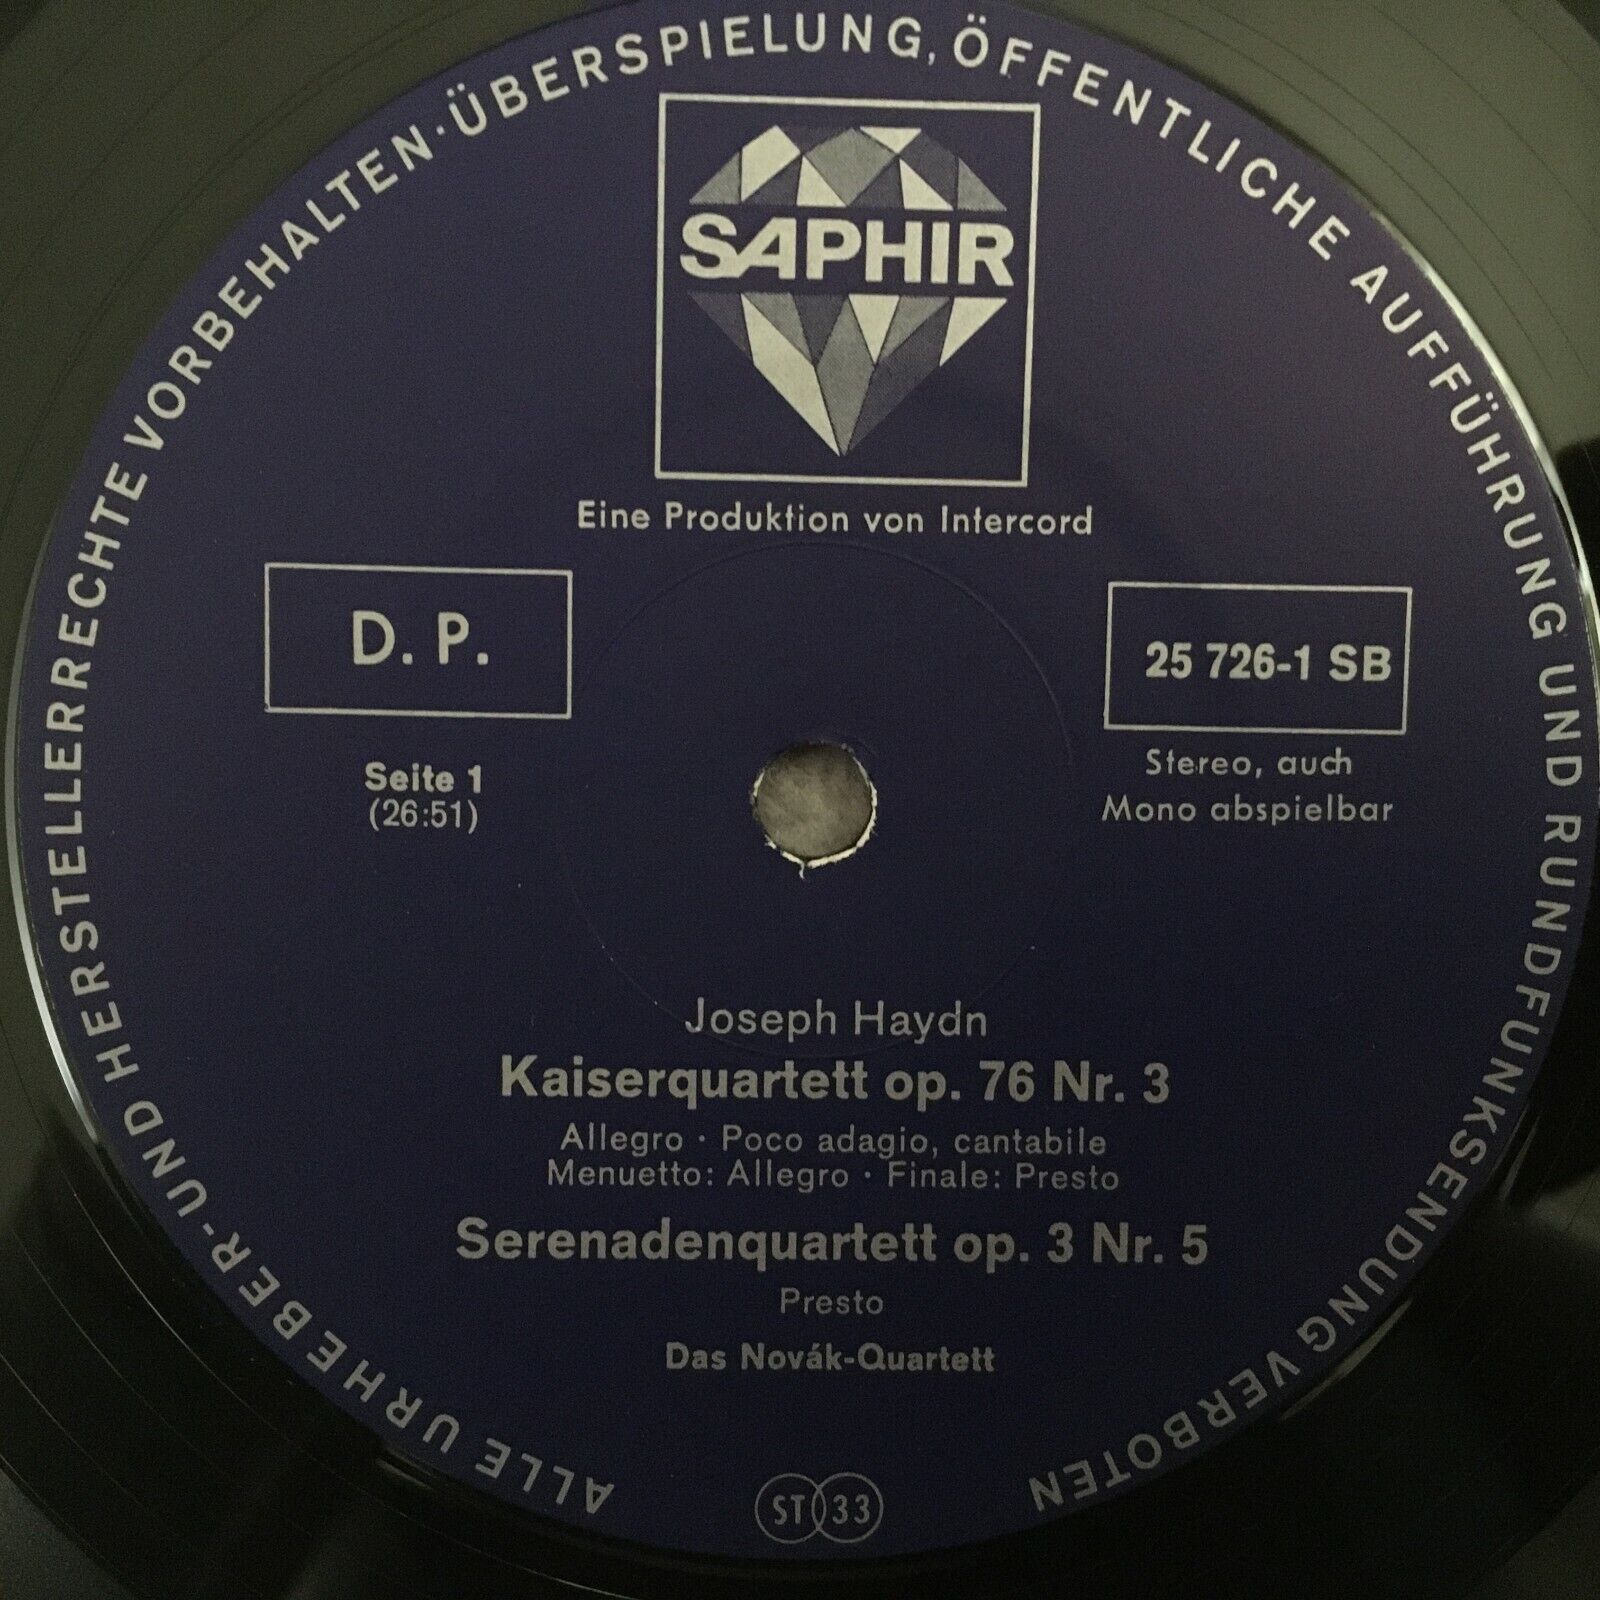 ALLE URHEBER- UND HERSTELLERRECHTE VORBEHALTEN · ÜBERSPIELUNG, ÖFFENTLICHE AUFFÜHRUNG UND RUNDFUNKSENDUNG VERBOTEN
SAPHIR
Eine Produktion von Intercord
D. P.
25 726-1 SB
Seite 1
(26:51)
Stereo, auch
Mono abspielbar
Joseph Haydn
Kaiserquartett op. 76 Nr. 3
Allegro · Poco adagio, cantabile
Menuetto: Allegro · Finale: Presto
Serenadenquartett op. 3 Nr. 5
Presto
Das Novák-Quartett
ST 33